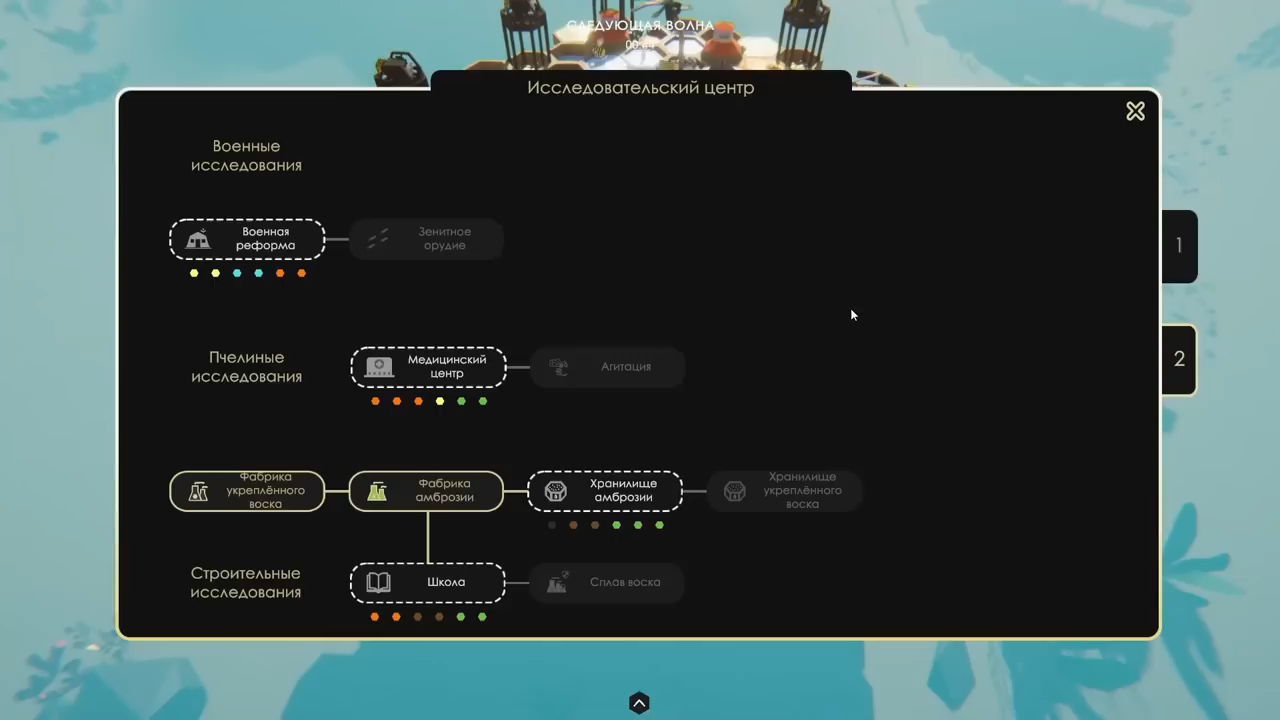 СЛЕДУЮЩАЯ ВОЛНА
Исследовательский центр
Военные
исследования
Военная
реформа
Зенитное
орудие
1
Пчелиные
исследования
Медицинский
центр
Агитация
2
Фабрика
укреплённого
воска
Фабрика
амброзии
Хранилище
амброзии
Хранилище
укреплённого
воска
Строительные
исследования
Школа
Сплав воска